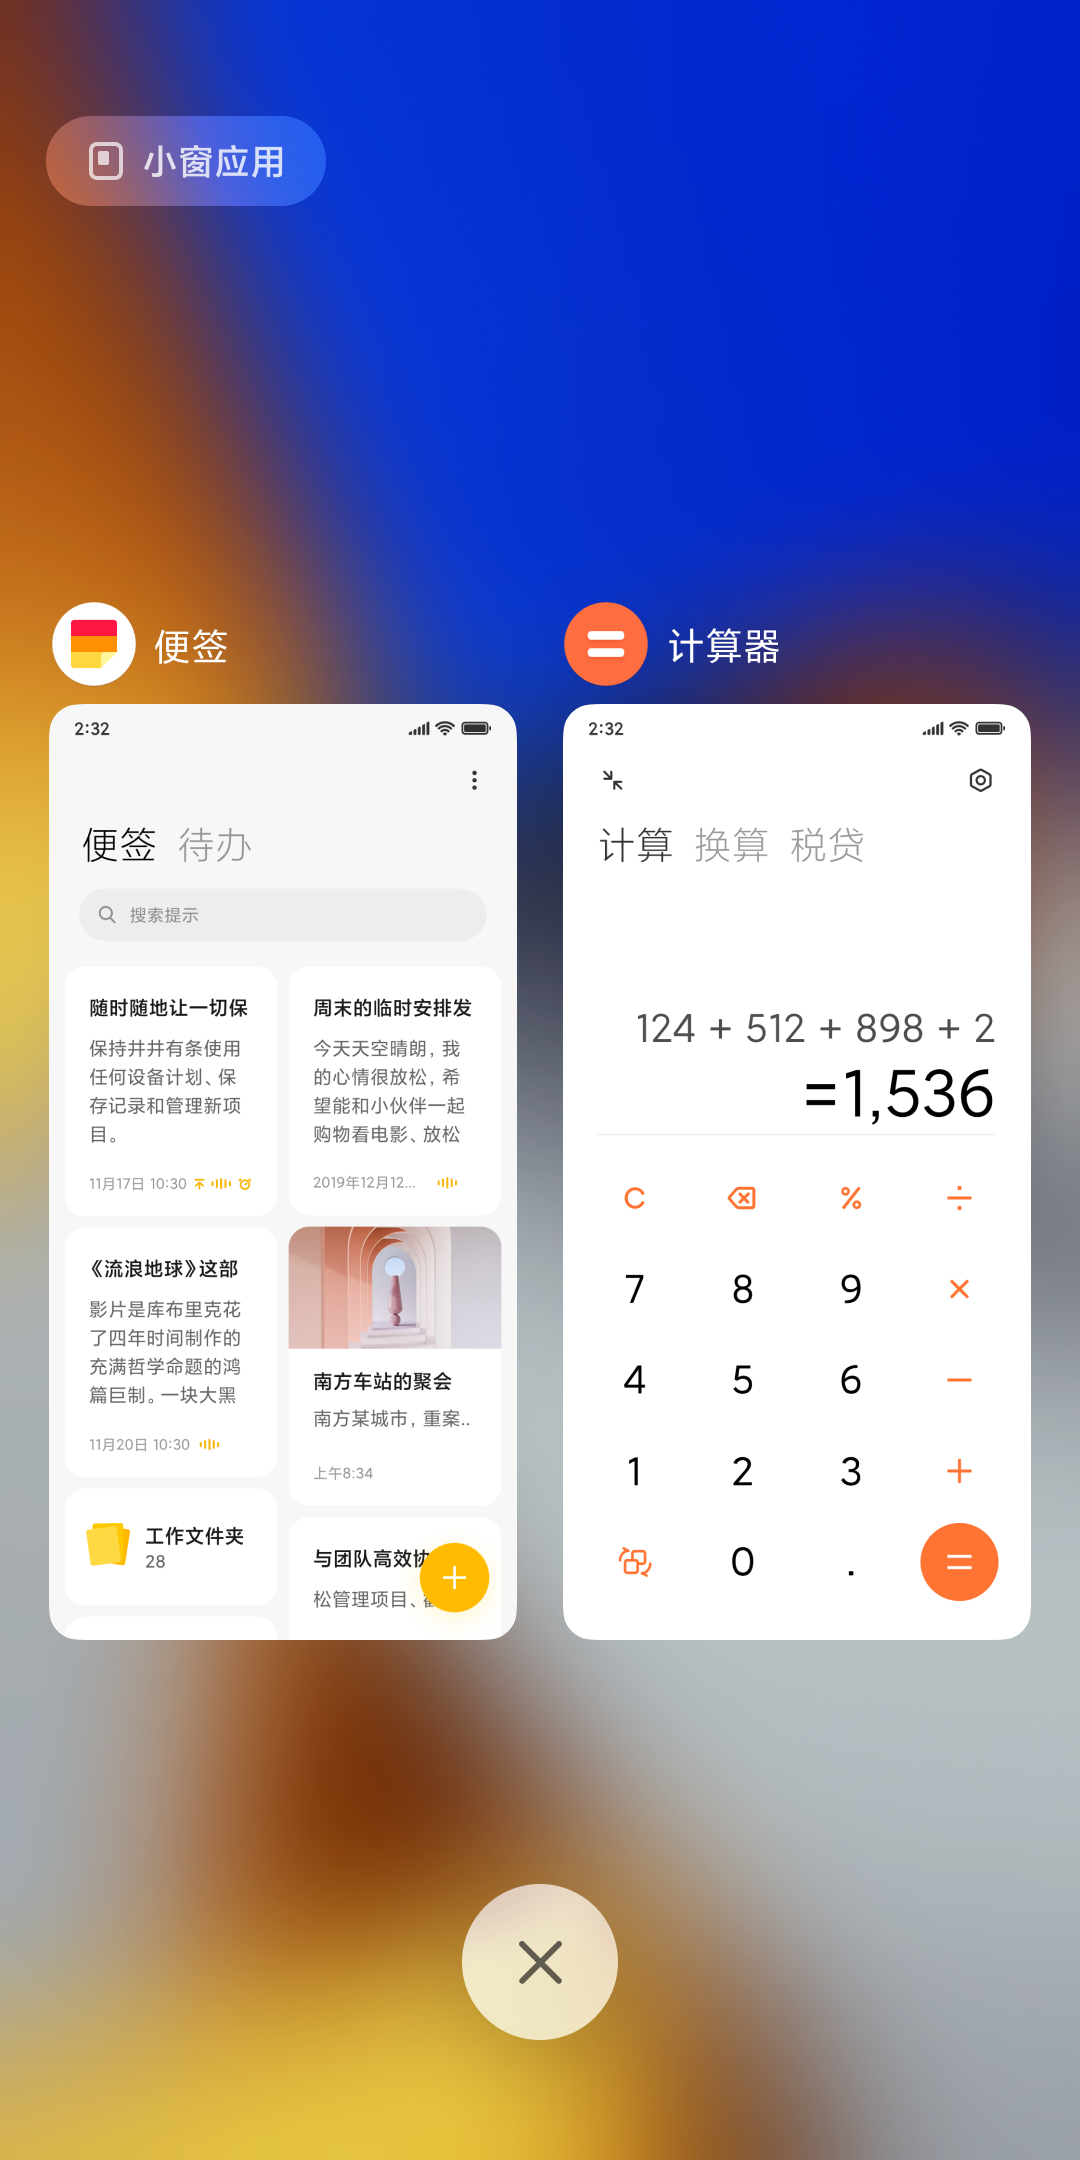 小窗应用
便签
2:32
便签 待办
搜索提示
随时随地让一切保
保持井井有条使用
任何设备计划、保
存记录和管理新项
目。
11月17日 10:30
周末的临时安排发
今天天空晴朗，我
的心情很放松，希
望能和小伙伴一起
购物看电影、放松
2019年12月12...
《流浪地球》这部
影片是库布里克花
了四年时间制作的
充满哲学命题的鸿
篇巨制。一块大黑
11月20日 10:30
南方车站的聚会
南方某城市，重案..
上午8:34
工作文件夹
28
与团队高效协
松管理项目、
计算器
2:32
计算 换算 税贷
124 + 512 + 898 + 2
=1,536
C % ÷
7 8 9 ×
4 5 6 −
1 2 3 +
0 . =